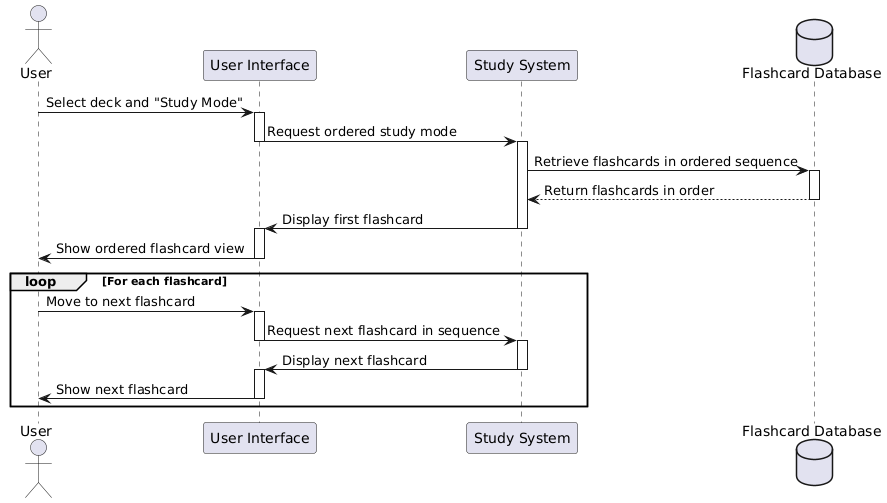 User
User Interface
Study System
Flashcard Database
Select deck and "Study Mode"
Request ordered study mode
Retrieve flashcards in ordered sequence
Return flashcards in order
Display first flashcard
Show ordered flashcard view
loop [For each flashcard]
Move to next flashcard
Request next flashcard in sequence
Display next flashcard
Show next flashcard
User
User Interface
Study System
Flashcard Database